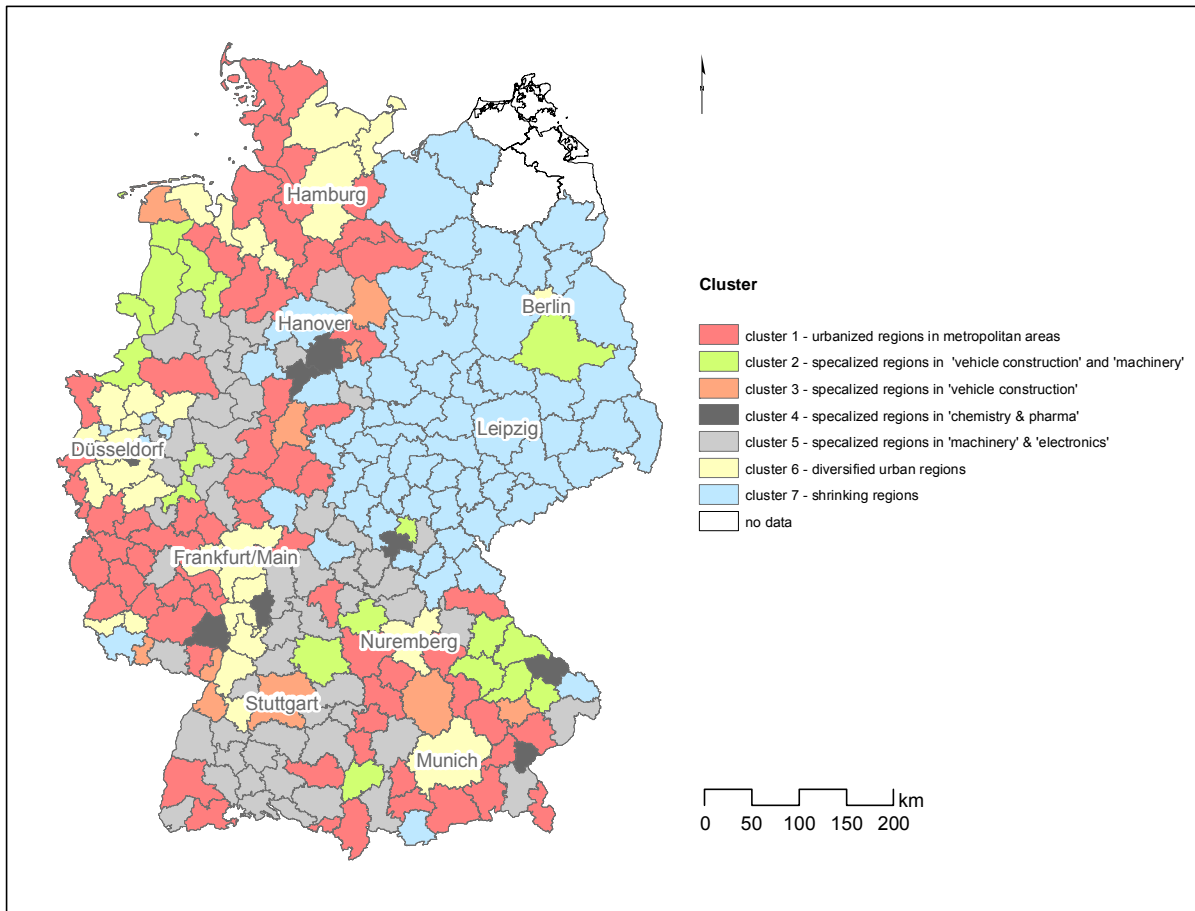 Hamburg
Berlin
Hanover
Leipzig
Düsseldorf
Frankfurt/Main
Nuremberg
Stuttgart
Munich
Cluster
cluster 1 - urbanized regions in metropolitan areas
cluster 2 - specalized regions in 'vehicle construction' and 'machinery'
cluster 3 - specalized regions in 'vehicle construction'
cluster 4 - specalized regions in 'chemistry & pharma'
cluster 5 - specalized regions in 'machinery' & 'electronics'
cluster 6 - diversified urban regions
cluster 7 - shrinking regions
no data
km
0 50 100 150 200